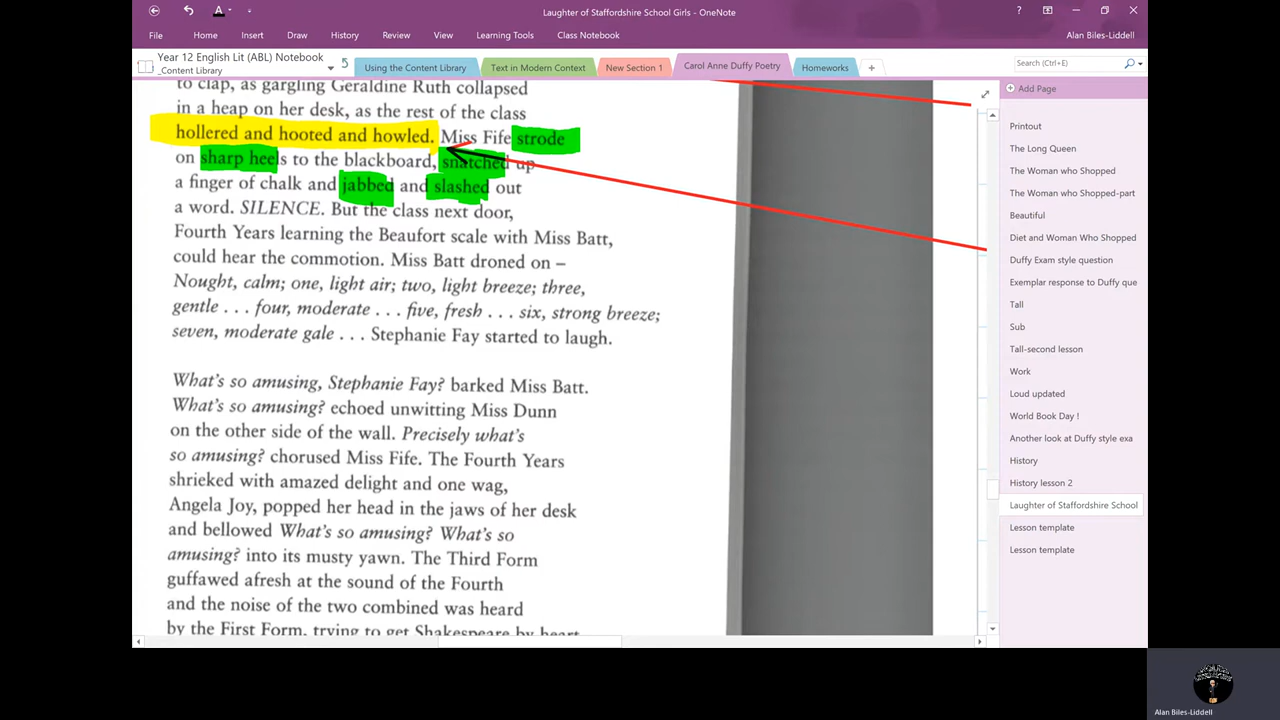 Laughter of Staffordshire School Girls - OneNote
File Home Insert Draw History Review View Learning Tools Class Notebook
Alan Biles-Liddell
Year 12 English Lit (ABL) Notebook
_Content Library
Using the Content Library
Text in Modern Context
New Section 1
Carol Anne Duffy Poetry
Homeworks
Search (Ctrl+E)
to clap, as gargling Geraldine Ruth collapsed
in a heap on her desk, as the rest of the class
hollered and hooted and howled. Miss Fife strode
on sharp heels to the blackboard, snatched up
a finger of chalk and jabbed and slashed out
a word. SILENCE. But the class next door,
Fourth Years learning the Beaufort scale with Miss Batt,
could hear the commotion. Miss Batt droned on –
Nought, calm; one, light air; two, light breeze; three,
gentle . . . four, moderate . . . five, fresh . . . six, strong breeze;
seven, moderate gale . . . Stephanie Fay started to laugh.
What's so amusing, Stephanie Fay? barked Miss Batt.
What's so amusing? echoed unwitting Miss Dunn
on the other side of the wall. Precisely what's
so amusing? chorused Miss Fife. The Fourth Years
shrieked with amazed delight and one wag,
Angela Joy, popped her head in the jaws of her desk
and bellowed What's so amusing? What's so
amusing? into its musty yawn. The Third Form
guffawed afresh at the sound of the Fourth
and the noise of the two combined was heard
by the First Form, trying to get Shakespeare by heart
Add Page
Printout
The Long Queen
The Woman who Shopped
The Woman who Shopped-part
Beautiful
Diet and Woman Who Shopped
Duffy Exam style question
Exemplar response to Duffy que
Tall
Sub
Tall-second lesson
Work
Loud updated
World Book Day !
Another look at Duffy style exa
History
History lesson 2
Laughter of Staffordshire School
Lesson template
Lesson template
Alan Biles-Liddell